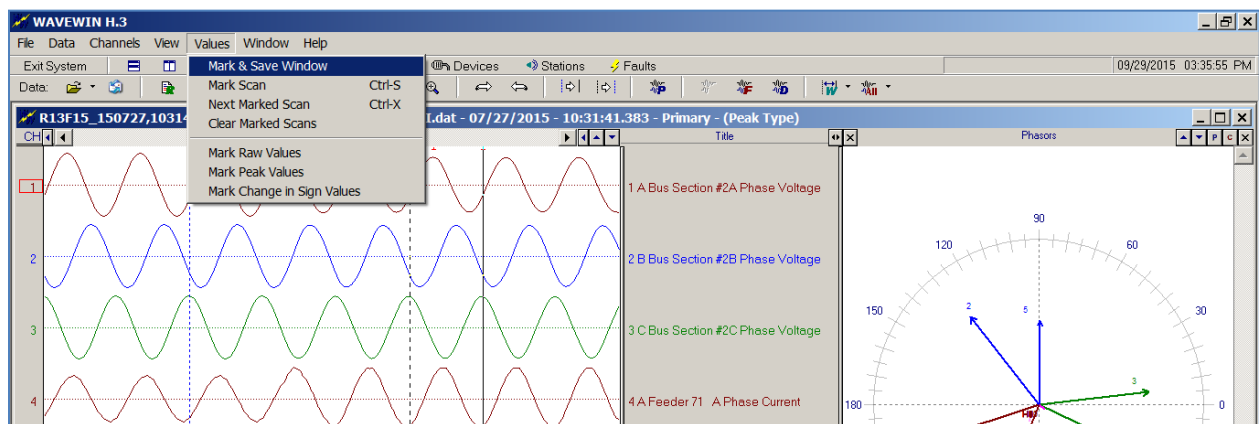 WAVEWIN H.3
File Data Channels View Values Window Help
Exit System Devices Stations Faults 09/29/2015 03:35:55 PM
Data:
Mark & Save Window
Mark Scan Ctrl-S
Next Marked Scan Ctrl-X
Clear Marked Scans
Mark Raw Values
Mark Peak Values
Mark Change in Sign Values
R13F15_150727,10314 I.dat - 07/27/2015 - 10:31:41.383 - Primary - (Peak Type)
CH Title Phasors P C
1 1 A Bus Section #2A Phase Voltage
2 2 B Bus Section #2B Phase Voltage
3 3 C Bus Section #2C Phase Voltage
4 4 A Feeder 71 A Phase Current
90
120 60
150 30
2 5
3
180 0